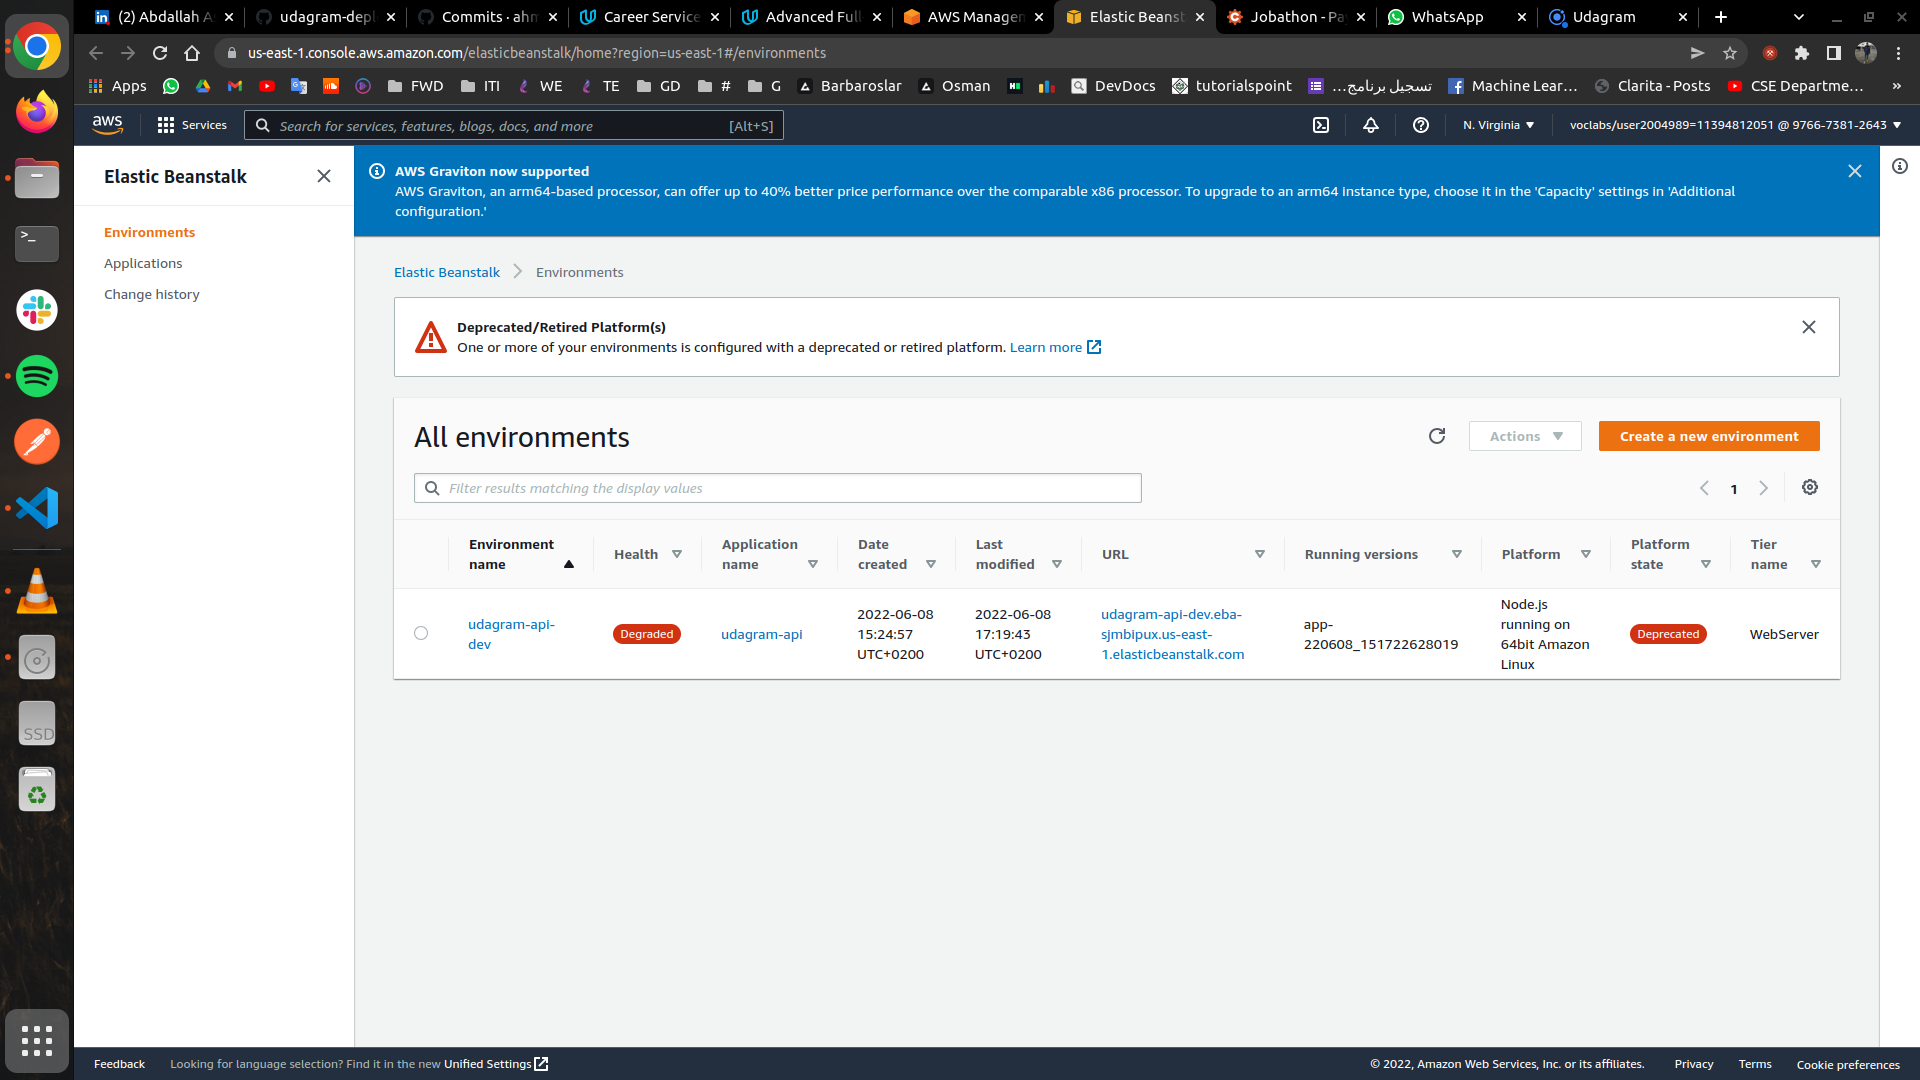 (2) Abdallah A
udagram-depl
Commits · ahm
Career Service
Advanced Full
AWS Managem
Elastic Beanst
Jobathon - Pa
WhatsApp
Udagram
us-east-1.console.aws.amazon.com/elasticbeanstalk/home?region=us-east-1#/environments
Apps
FWD
ITI
WE
TE
GD
#
G
Barbaroslar
Osman
DevDocs
tutorialspoint
تسجيل برنامج...
Machine Lear...
Clarita - Posts
CSE Departme...
»
aws
Services
Search for services, features, blogs, docs, and more
[Alt+S]
N. Virginia
voclabs/user2004989=11394812051 @ 9766-7381-2643
Elastic Beanstalk
Environments
Applications
Change history
AWS Graviton now supported
AWS Graviton, an arm64-based processor, can offer up to 40% better price performance over the comparable x86 processor. To upgrade to an arm64 instance type, choose it in the 'Capacity' settings in 'Additional
configuration.'
Elastic Beanstalk
Environments
Deprecated/Retired Platform(s)
One or more of your environments is configured with a deprecated or retired platform. Learn more
All environments
Actions
Create a new environment
Filter results matching the display values
1
Environment
name
Health
Application
name
Date
created
Last
modified
URL
Running versions
Platform
Platform
state
Tier
name
udagram-api-
dev
Degraded
udagram-api
2022-06-08
15:24:57
UTC+0200
2022-06-08
17:19:43
UTC+0200
udagram-api-dev.eba-
sjmbipux.us-east-
1.elasticbeanstalk.com
app-
220608_151722628019
Node.js
running on
64bit Amazon
Linux
Deprecated
WebServer
SSD
Feedback
Looking for language selection? Find it in the new Unified Settings
© 2022, Amazon Web Services, Inc. or its affiliates.
Privacy
Terms
Cookie preferences